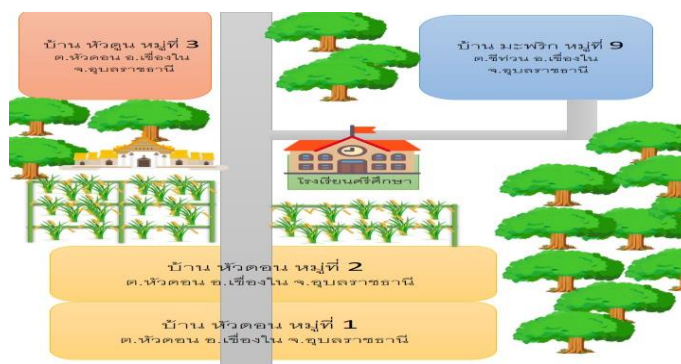 บ้าน หัวดูน หมู่ที่ 3
ต.หัวดอน อ.เขื่องใน
จ.อุบลราชธานี
บ้าน มะพริก หมู่ที่ 9
ต.ชีทวน อ.เขื่องใน
จ.อุบลราชธานี
โรงเรียนศรีศึกษา
บ้าน หัวดอน หมู่ที่ 2
ต.หัวดอน อ.เขื่องใน จ.อุบลราชธานี
บ้าน หัวดอน หมู่ที่ 1
ต.หัวดอน อ.เขื่องใน จ.อุบลราชธานี